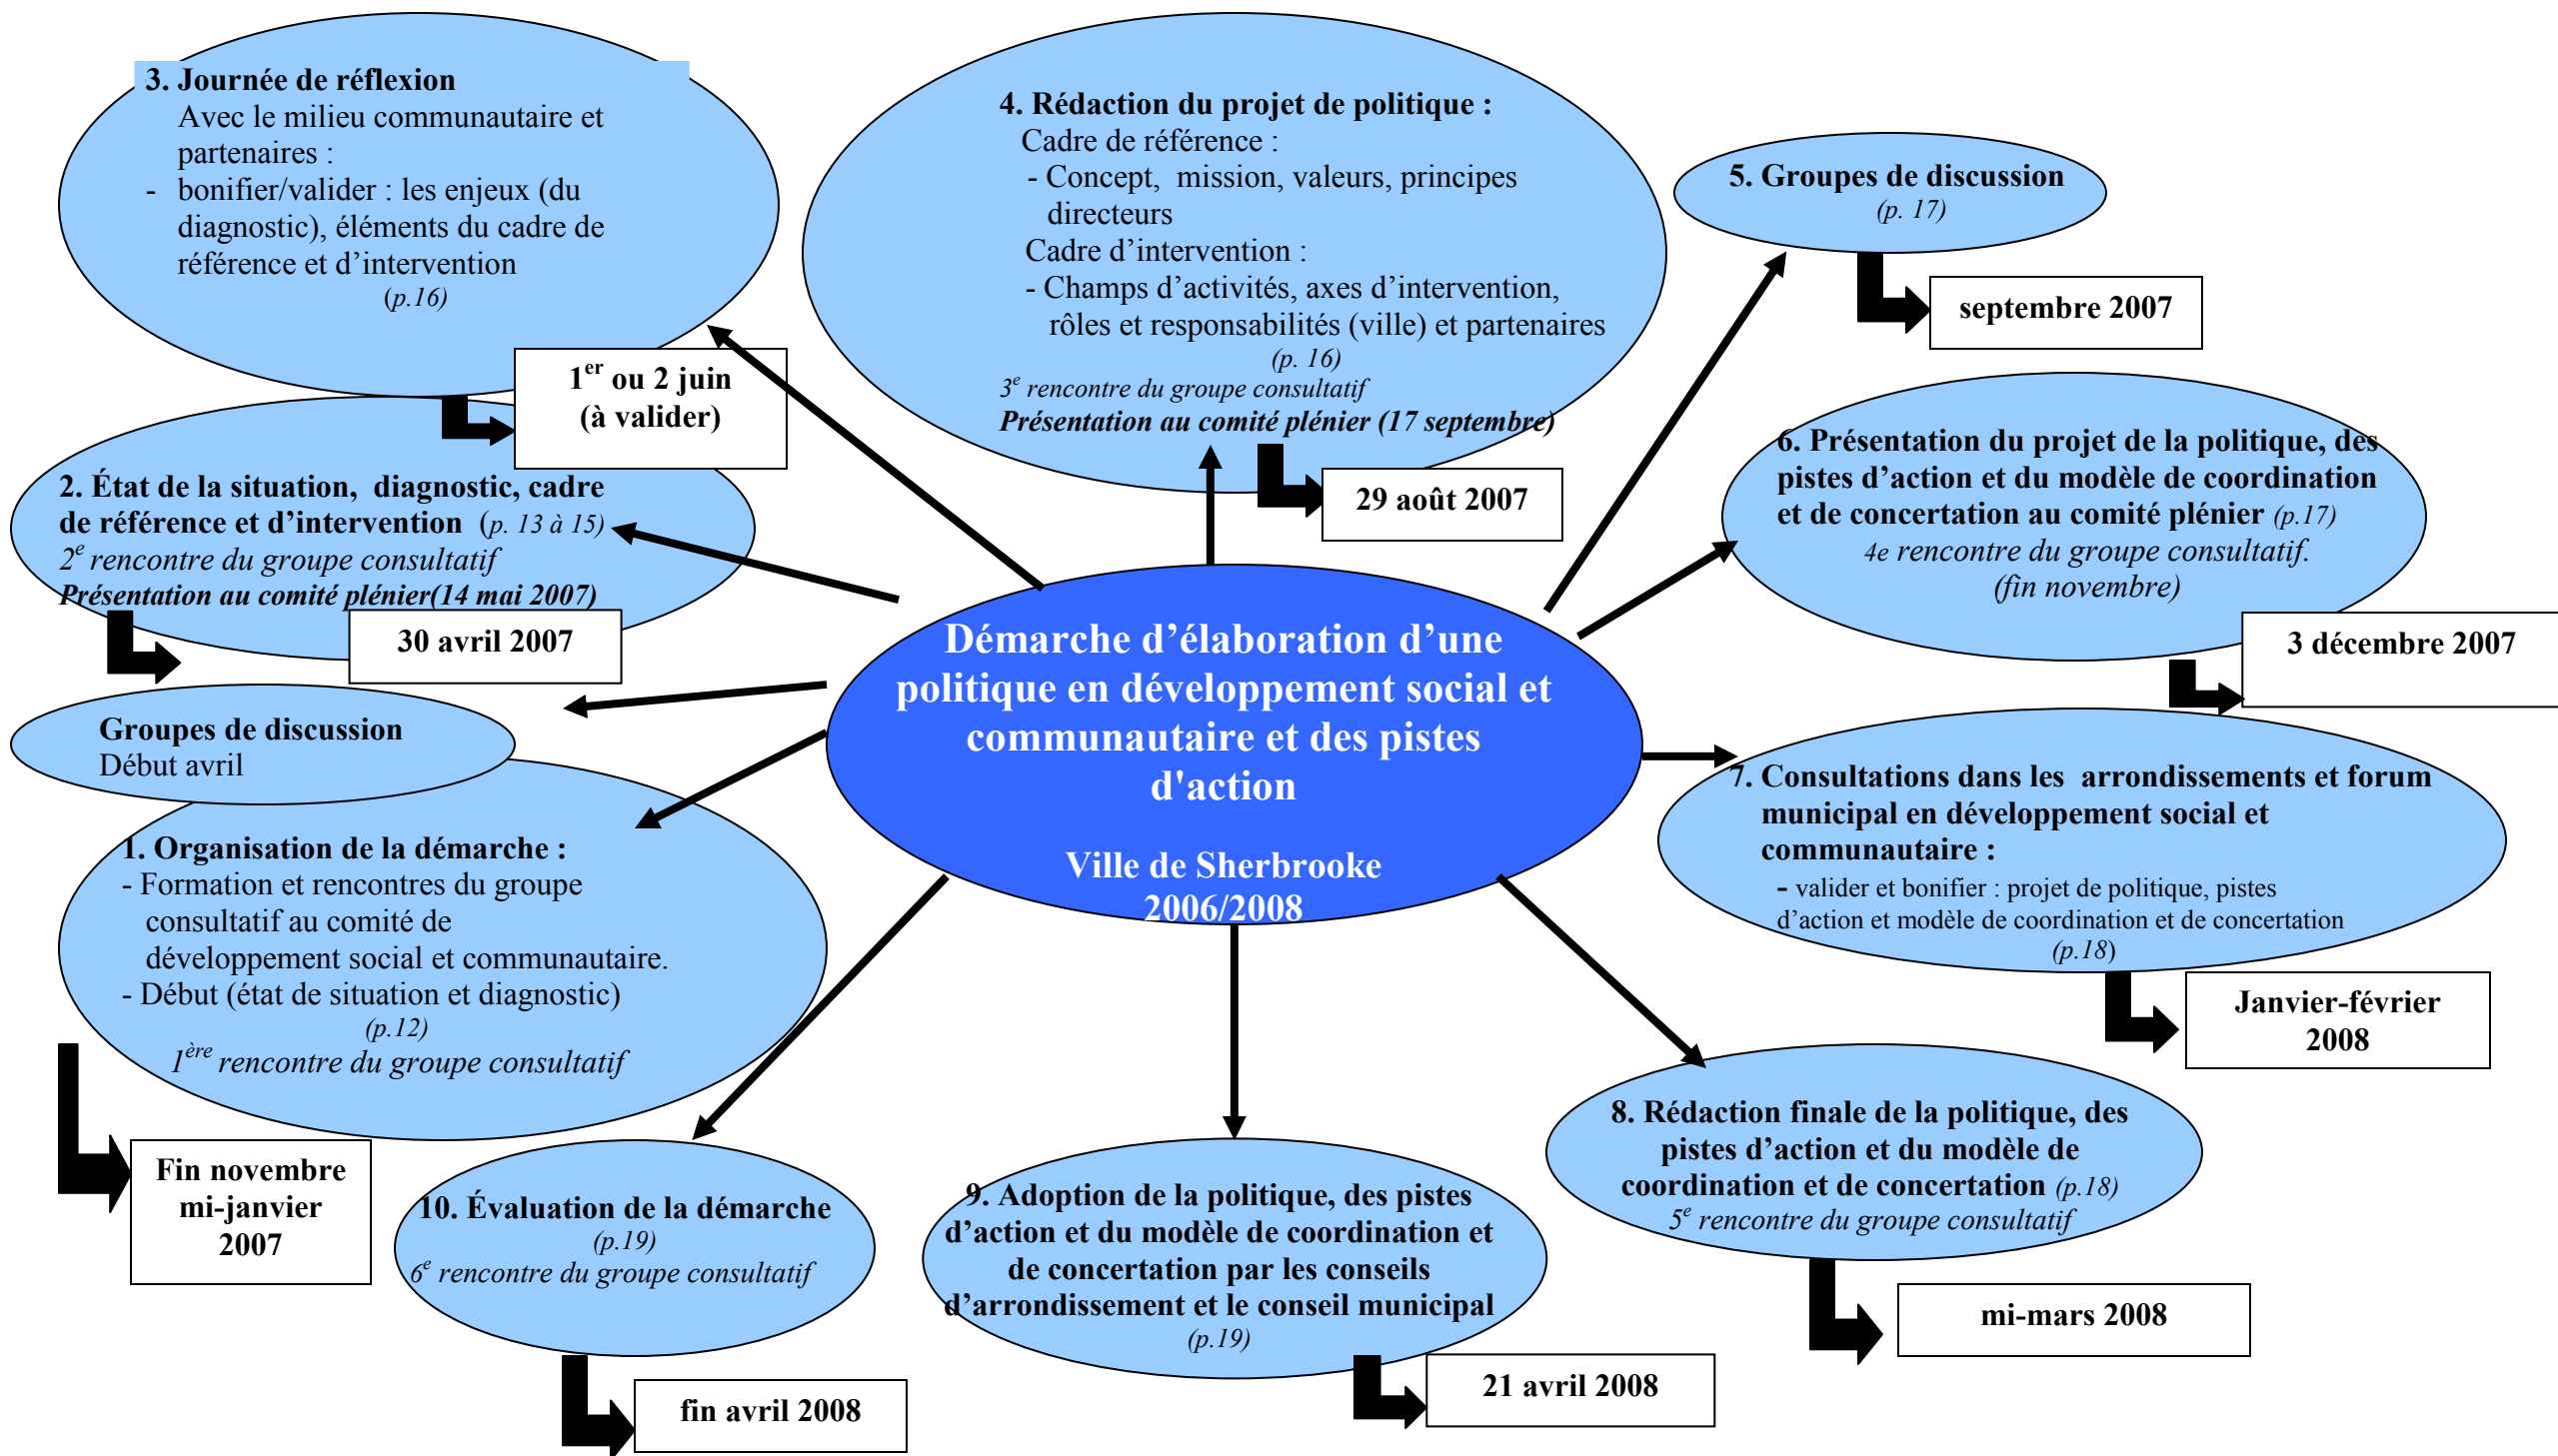 3. Journée de réflexion
Avec le milieu communautaire et
partenaires :
- bonifier/valider : les enjeux (du
diagnostic), éléments du cadre de
référence et d’intervention
(p.16)
1er ou 2 juin
(à valider)
4. Rédaction du projet de politique :
Cadre de référence :
- Concept, mission, valeurs, principes
directeurs
Cadre d’intervention :
- Champs d’activités, axes d’intervention,
rôles et responsabilités (ville) et partenaires
(p. 16)
3e rencontre du groupe consultatif
Présentation au comité plénier (17 septembre)
29 août 2007
5. Groupes de discussion
(p. 17)
septembre 2007
6. Présentation du projet de la politique, des
pistes d’action et du modèle de coordination
et de concertation au comité plénier (p.17)
4e rencontre du groupe consultatif.
(fin novembre)
3 décembre 2007
2. État de la situation, diagnostic, cadre
de référence et d’intervention (p. 13 à 15)
2e rencontre du groupe consultatif
Présentation au comité plénier(14 mai 2007)
30 avril 2007
Groupes de discussion
Début avril
Démarche d’élaboration d’une
politique en développement social et
communautaire et des pistes
d'action
Ville de Sherbrooke
2006/2008
7. Consultations dans les arrondissements et forum
municipal en développement social et
communautaire :
- valider et bonifier : projet de politique, pistes
d’action et modèle de coordination et de concertation
(p.18)
Janvier-février
2008
1. Organisation de la démarche :
- Formation et rencontres du groupe
consultatif au comité de
développement social et communautaire.
- Début (état de situation et diagnostic)
(p.12)
1ère rencontre du groupe consultatif
Fin novembre
mi-janvier
2007
10. Évaluation de la démarche
(p.19)
6e rencontre du groupe consultatif
fin avril 2008
9. Adoption de la politique, des pistes
d’action et du modèle de coordination et
de concertation par les conseils
d’arrondissement et le conseil municipal
(p.19)
21 avril 2008
8. Rédaction finale de la politique, des
pistes d’action et du modèle de
coordination et de concertation (p.18)
5e rencontre du groupe consultatif
mi-mars 2008